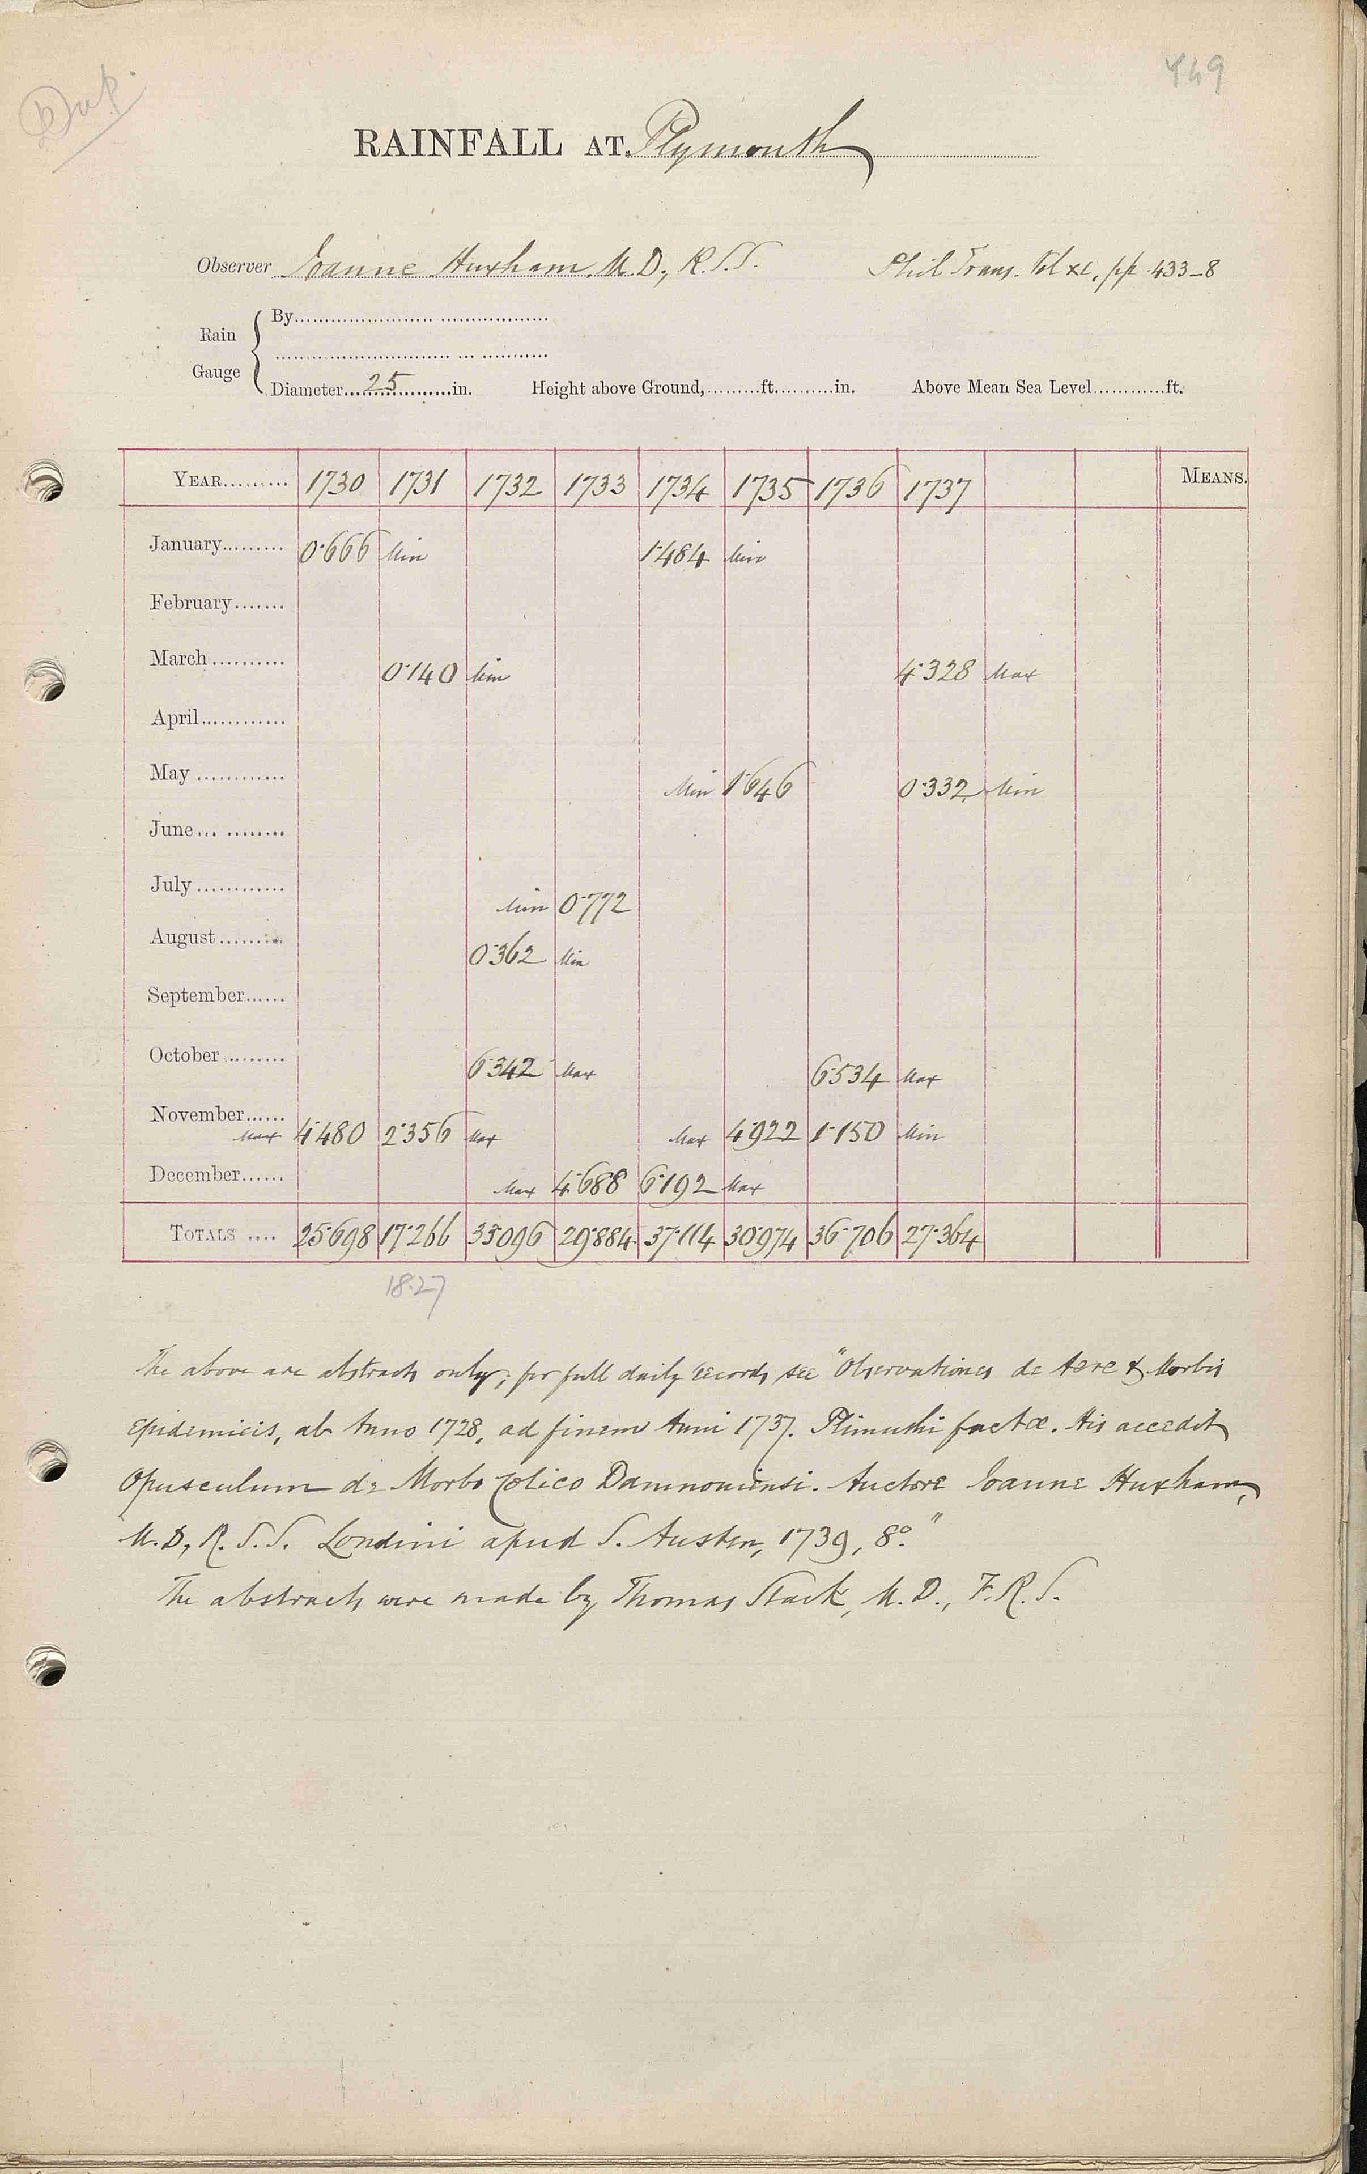 Dup.
449
RAINFALL AT Plymouth
Observer Ioanne Huxham, M.D., R.S.S. Phil Trans. Vol xl, pp 433-8
Rain Gauge
By
Diameter 25 in. Height above Ground, ft. in. Above Mean Sea Level ft.
YEAR 1730 1731 1732 1733 1734 1735 1736 1737 MEANS.
January 0·666 Min 1·484 Min
February
March 0·140 Min 4·328 Max
April
May Min 1·646 0·332 Min
June
July Min 0·772
August 0·362 Min
September
October 6·342 Max 6·534 Max
November Max 4·480 2·356 Max Max 4·922 1·150 Min
December Max 4·688 6·192 Max
TOTALS 25·698 17·266 35·096 29·884 37·114 30·974 36·706 27·364
18·27
The above are abstracts only; for full daily records see "Observationes de Aere & Morbis
Epidemicis, ab Anno 1728, ad finem Anni 1737. Plimuthi factæ. His accedit
Opusculum de Morbo Colico Damnoniensi. Auctore Ioanne Huxham,
M.D., R.S.S. Londini apud S. Austen, 1739, 8º."
The abstracts were made by Thomas Stack, M.D., F.R.S.